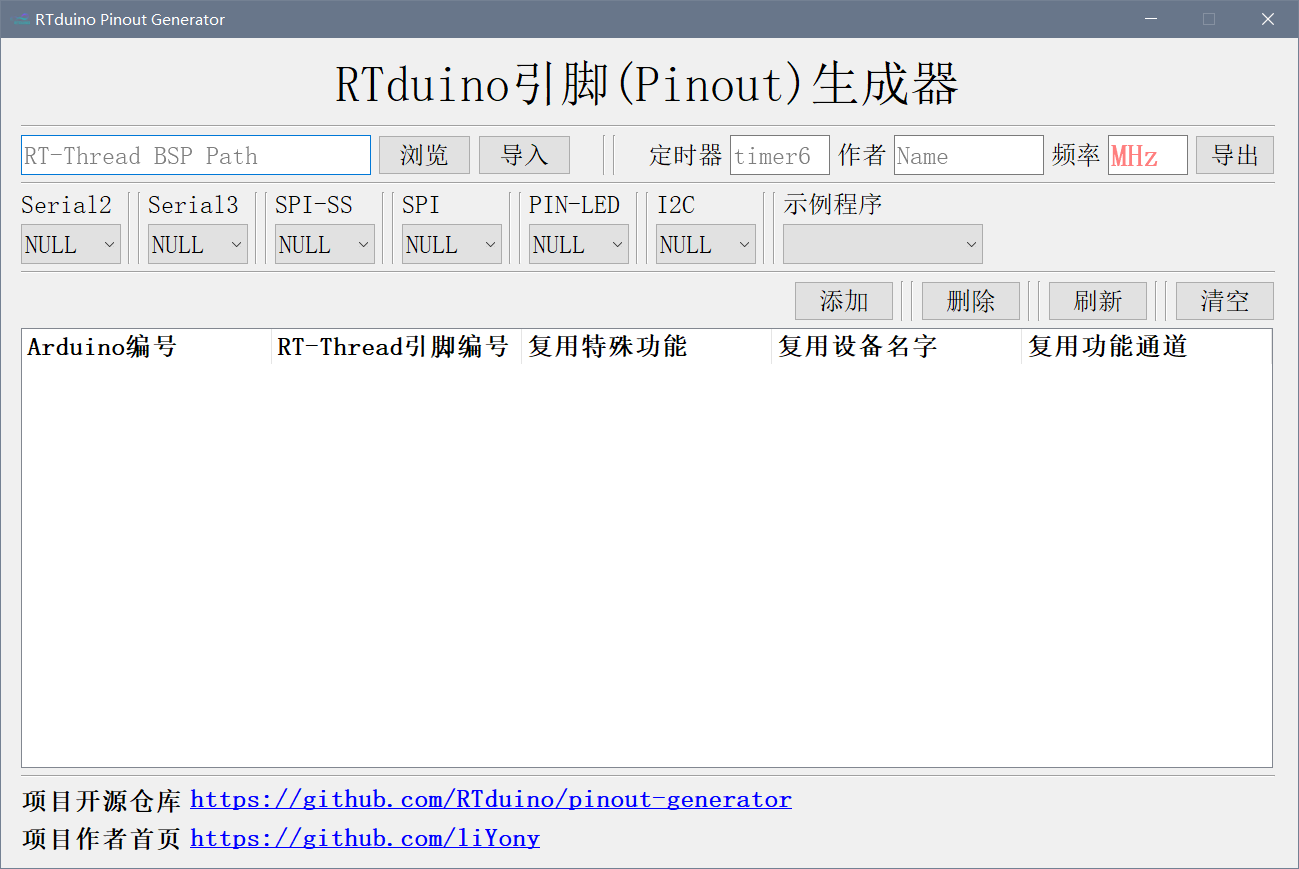 RTduino Pinout Generator
RTduino引脚(Pinout)生成器
RT-Thread BSP Path 浏览 导入 定时器 timer6 作者 Name 频率 MHz 导出
Serial2 Serial3 SPI-SS SPI PIN-LED I2C 示例程序
NULL NULL NULL NULL NULL NULL
添加 删除 刷新 清空
Arduino编号 RT-Thread引脚编号 复用特殊功能 复用设备名字 复用功能通道
项目开源仓库 https://github.com/RTduino/pinout-generator
项目作者首页 https://github.com/liYony